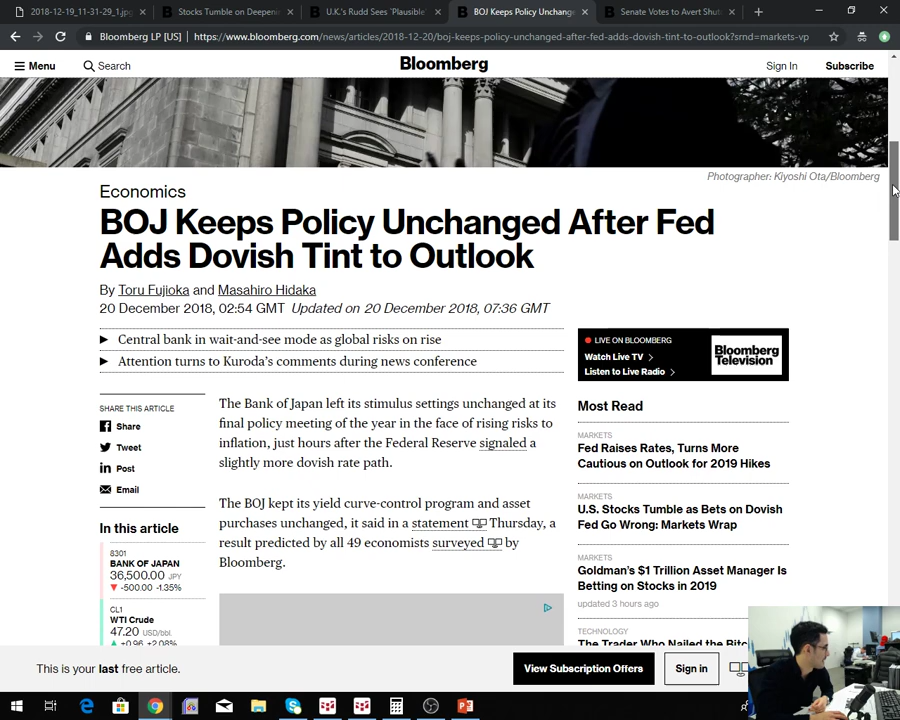 2018-12-19_11-31-29_1.jpg
Stocks Tumble on Deepeni
U.K.'s Rudd Sees 'Plausible'
BOJ Keeps Policy Unchange
Senate Votes to Avert Shut
Bloomberg LP [US]
https://www.bloomberg.com/news/articles/2018-12-20/boj-keeps-policy-unchanged-after-fed-adds-dovish-tint-to-outlook?srnd=markets-vp
Menu
Search
Bloomberg
Sign In
Subscribe
Photographer: Kiyoshi Ota/Bloomberg
Economics
BOJ Keeps Policy Unchanged After Fed
Adds Dovish Tint to Outlook
By Toru Fujioka and Masahiro Hidaka
20 December 2018, 02:54 GMT Updated on 20 December 2018, 07:36 GMT
Central bank in wait-and-see mode as global risks on rise
Attention turns to Kuroda's comments during news conference
SHARE THIS ARTICLE
Share
Tweet
Post
Email
In this article
8301
BANK OF JAPAN
36,500.00 JPY
▼ -500.00 -1.35%
CL1
WTI Crude
47.20 USD/bbl.
▲ +0.96 +2.08%
The Bank of Japan left its stimulus settings unchanged at its
final policy meeting of the year in the face of rising risks to
inflation, just hours after the Federal Reserve signaled a
slightly more dovish rate path.
The BOJ kept its yield curve-control program and asset
purchases unchanged, it said in a statement Thursday, a
result predicted by all 49 economists surveyed by
Bloomberg.
LIVE ON BLOOMBERG
Watch Live TV
Listen to Live Radio
Bloomberg
Television
Most Read
MARKETS
Fed Raises Rates, Turns More
Cautious on Outlook for 2019 Hikes
MARKETS
U.S. Stocks Tumble as Bets on Dovish
Fed Go Wrong: Markets Wrap
MARKETS
Goldman's $1 Trillion Asset Manager Is
Betting on Stocks in 2019
updated 3 hours ago
TECHNOLOGY
The Trader Who Nailed the Bitc
This is your last free article.
View Subscription Offers
Sign in